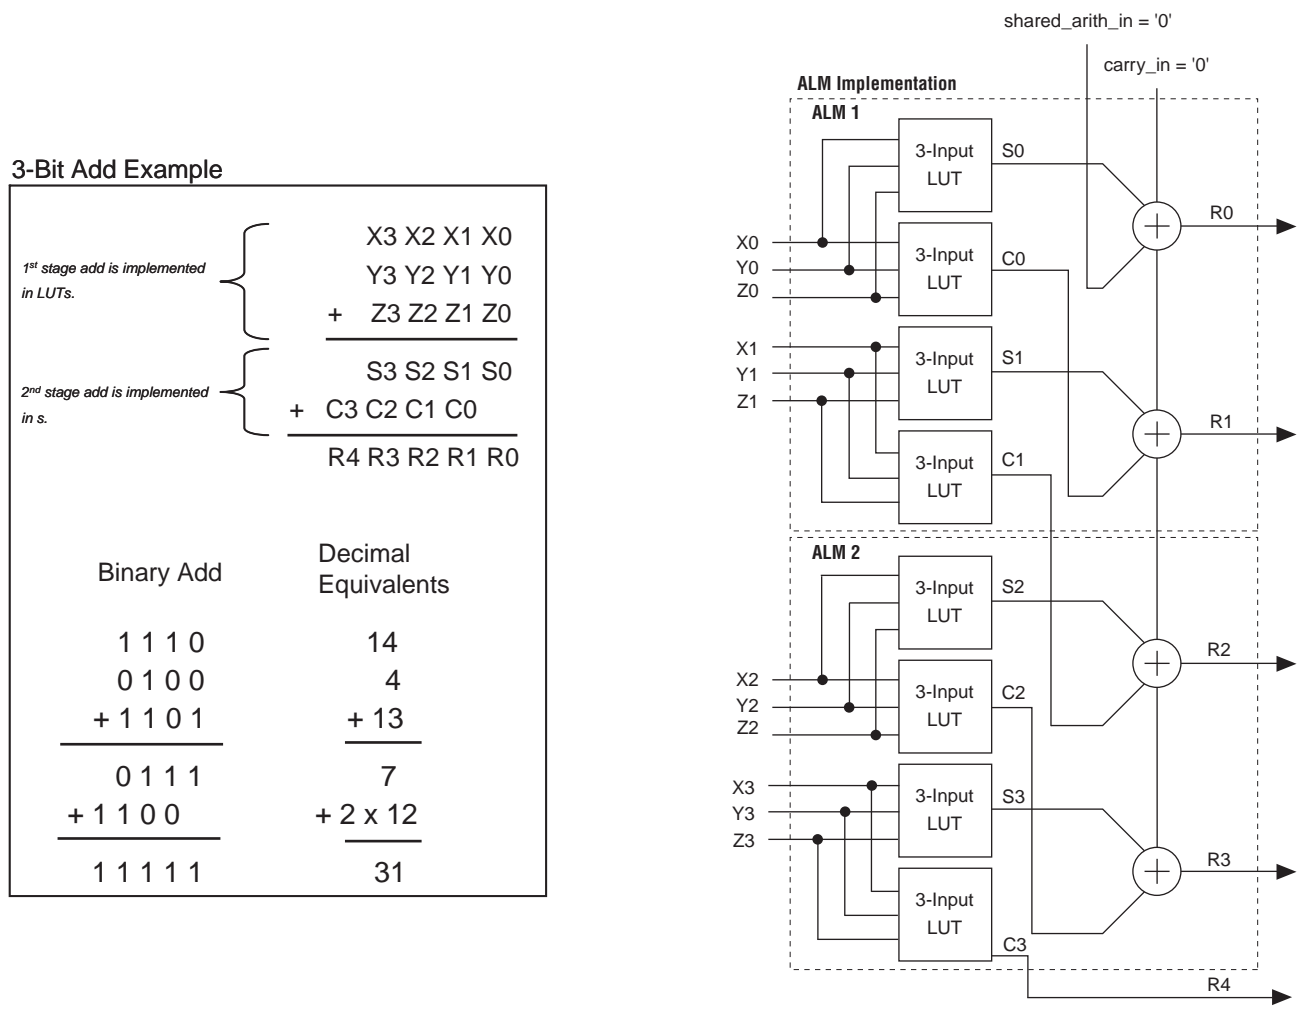 3-Bit Add Example
1st stage add is implemented
in LUTs.
X3 X2 X1 X0
Y3 Y2 Y1 Y0
+ Z3 Z2 Z1 Z0
2nd stage add is implemented
in s.
S3 S2 S1 S0
+ C3 C2 C1 C0
R4 R3 R2 R1 R0
Binary Add
1 1 1 0
0 1 0 0
+ 1 1 0 1
0 1 1 1
+ 1 1 0 0
1 1 1 1 1
Decimal
Equivalents
14
4
+ 13
7
+ 2 x 12
31
shared_arith_in = '0'
carry_in = '0'
ALM Implementation
ALM 1
3-Input
LUT
S0
R0
X0
Y0
Z0
3-Input
LUT
C0
X1
Y1
Z1
3-Input
LUT
S1
R1
3-Input
LUT
C1
ALM 2
3-Input
LUT
S2
R2
X2
Y2
Z2
3-Input
LUT
C2
X3
Y3
Z3
3-Input
LUT
S3
R3
3-Input
LUT
C3
R4